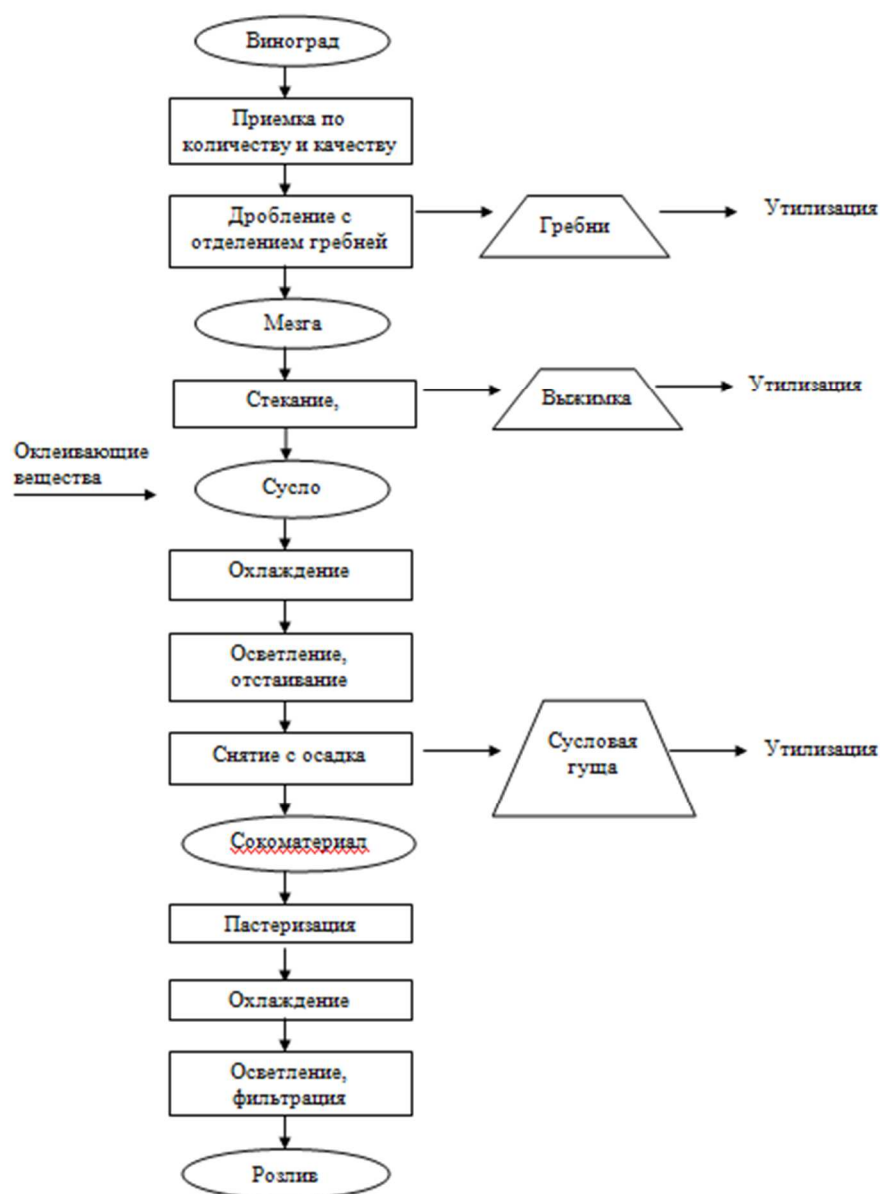 Виноград
Приемка по
количеству и качеству
Дробление с
отделением гребней
Гребни
Утилизация
Мезга
Стекание,
Выжимка
Утилизация
Оклеивающие
вещества
Сусло
Охлаждение
Осветление,
отстаивание
Снятие с осадка
Сусловая
гуща
Утилизация
Сокоматериал
Пастеризация
Охлаждение
Осветление,
фильтрация
Розлив